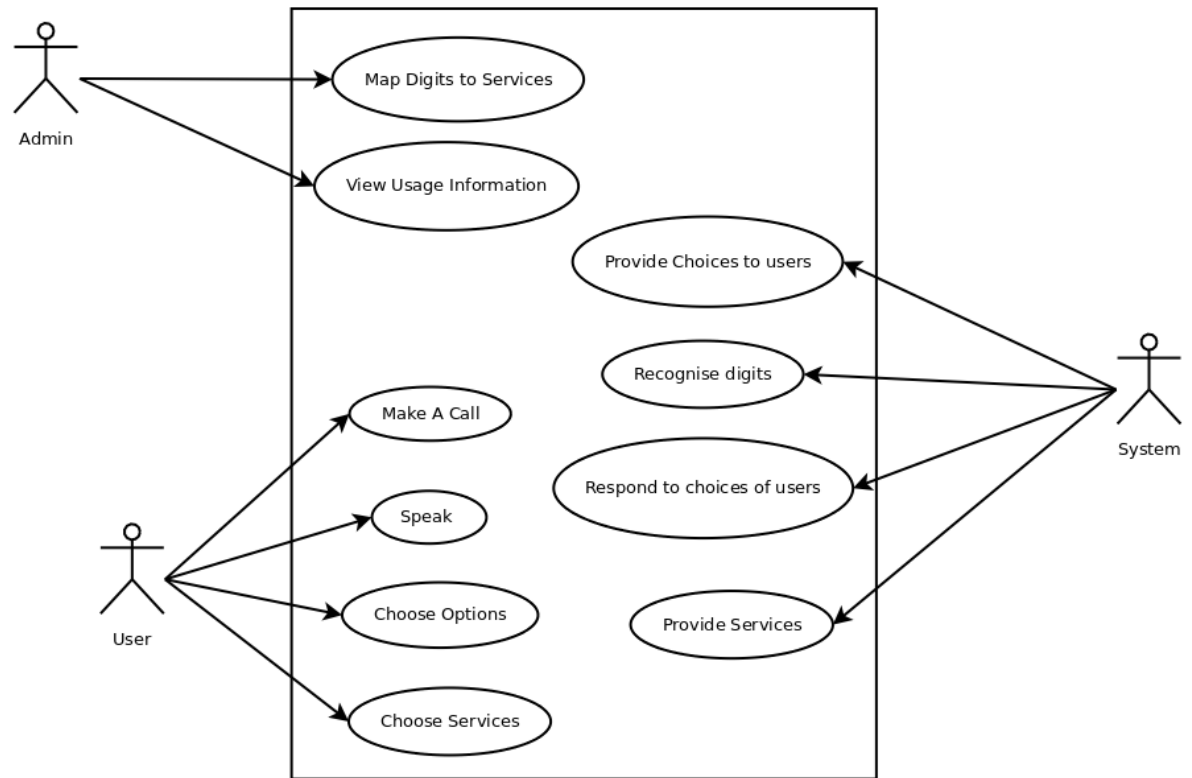 Map Digits to Services
Admin
View Usage Information
Provide Choices to users
Recognise digits
Make A Call
System
Respond to choices of users
Speak
Choose Options
Provide Services
User
Choose Services